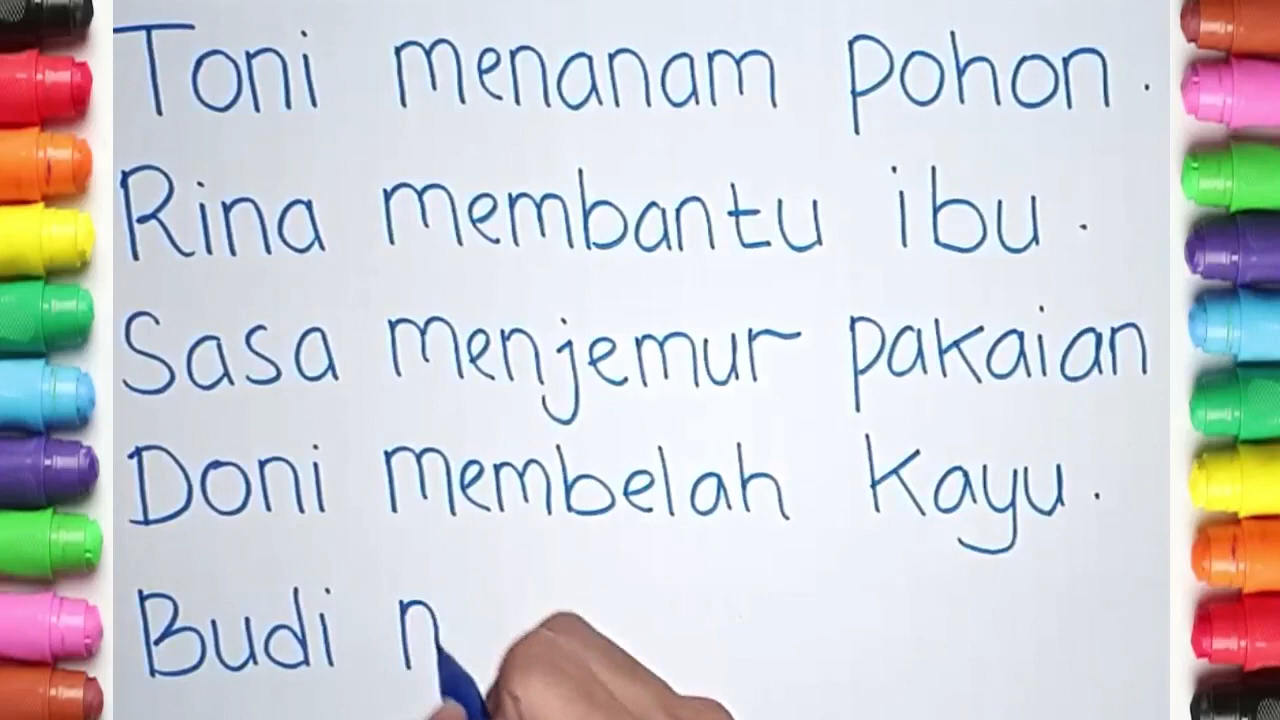 Toni menanam pohon.
Rina membantu ibu.
Sasa menjemur pakaian
Doni membelah kayu.
Budi n